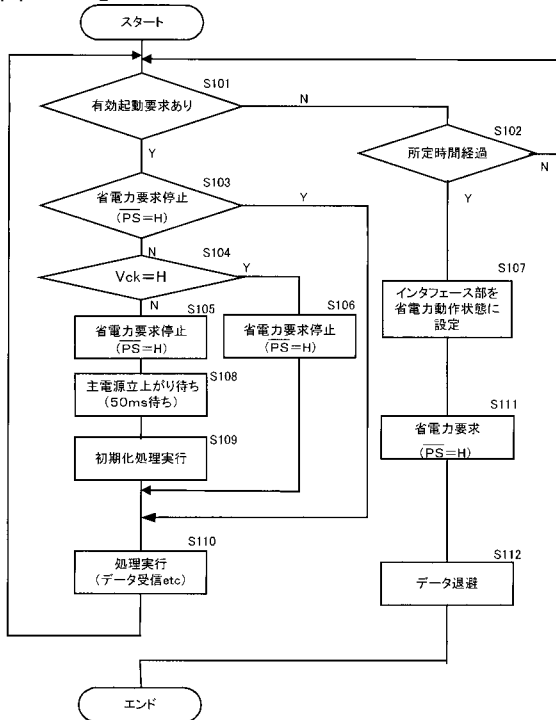 スタート
S101
有効起動要求あり
N
S102
所定時間経過
N
Y
Y
S103
省電力要求停止
(PS=H)
Y
N
S104
Vck=H
Y
N
S105
省電力要求停止
(PS=H)
S106
省電力要求停止
(PS=H)
S107
インタフェース部を
省電力動作状態に
設定
S108
主電源立上がり待ち
(50ms待ち)
S109
初期化処理実行
S111
省電力要求
(PS=H)
S110
処理実行
(データ受信etc)
S112
データ退避
エンド